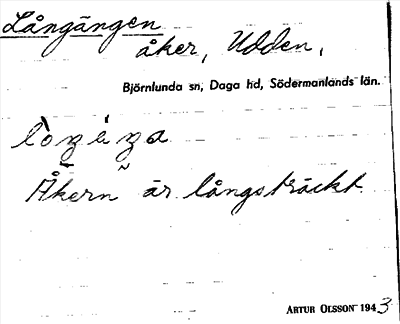 Långängen
åker, Udden,
Björnlunda sn, Daga hd, Södermanlands län.
Åkern är långsträckt.
ARTUR OLSSON 1943